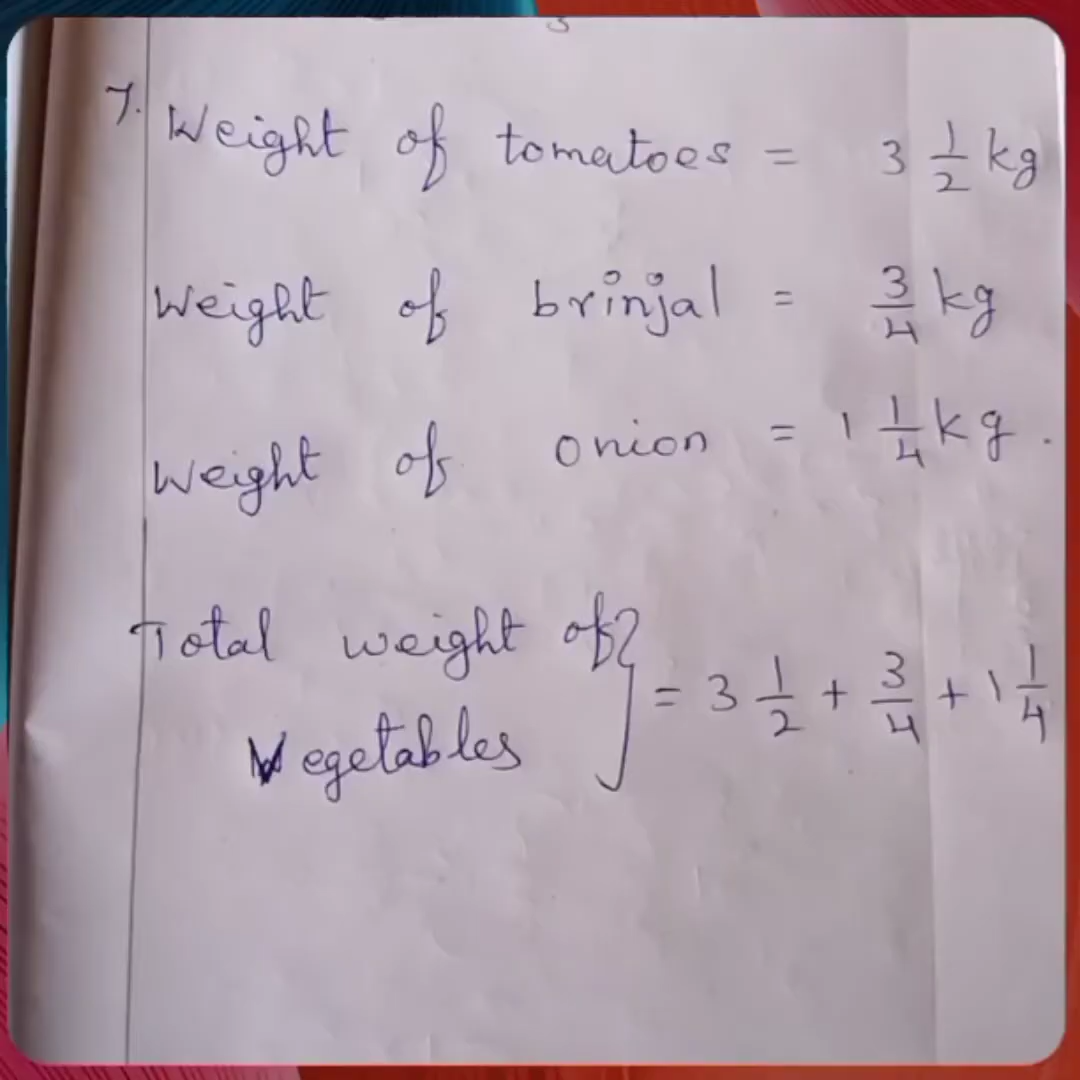 7. Weight of tomatoes = 3 1/2 kg
Weight of brinjal = 3/4 kg
Weight of onion = 1 1/4 kg.
Total weight of } = 3 1/2 + 3/4 + 1 1/4
Vegetables